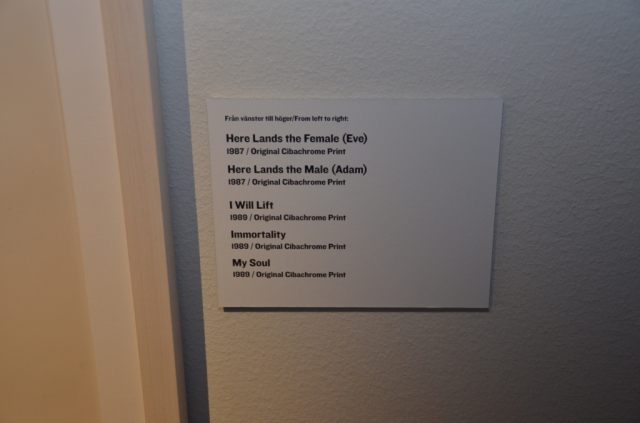 Från vänster till höger/From left to right:
Here Lands the Female (Eve)
1987 / Original Cibachrome Print
Here Lands the Male (Adam)
1987 / Original Cibachrome Print
I Will Lift
1989 / Original Cibachrome Print
Immortality
1989 / Original Cibachrome Print
My Soul
1989 / Original Cibachrome Print